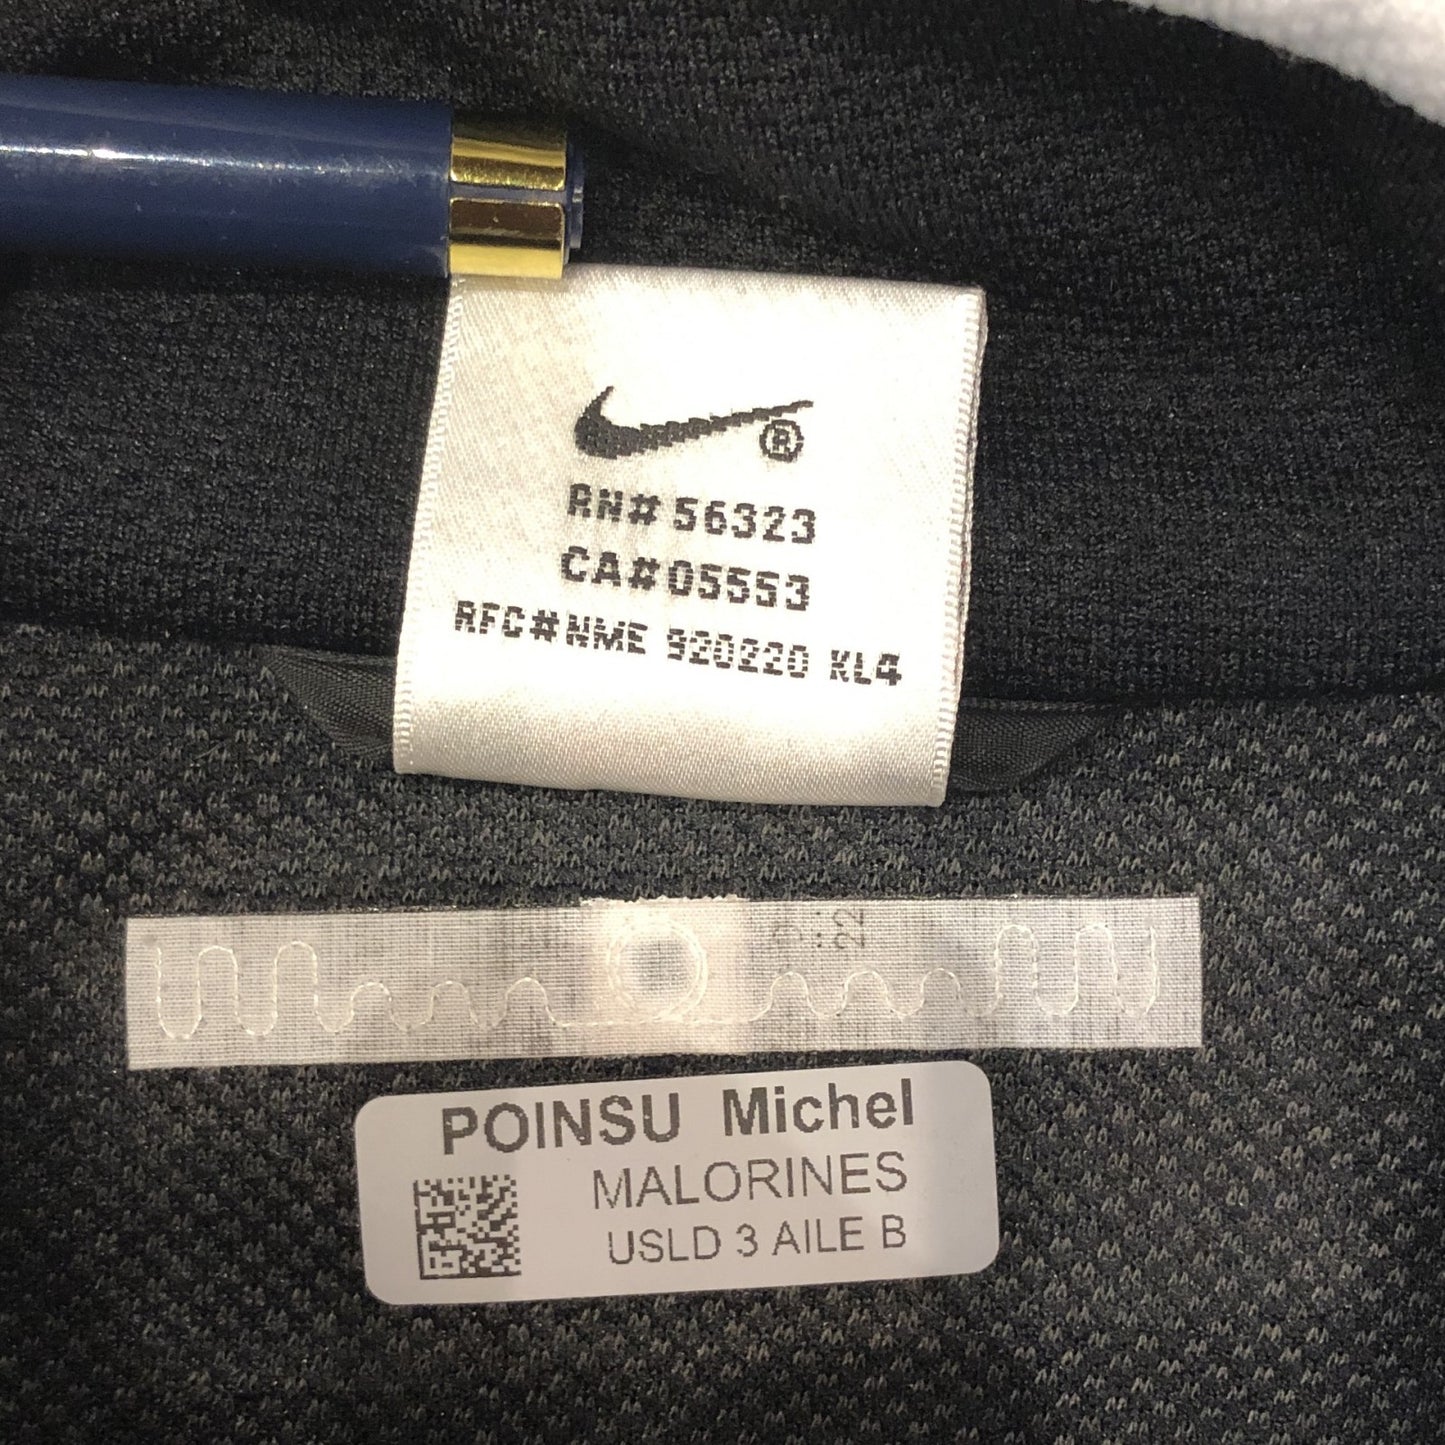 ®
RN# 56323
CA#05553
RFC#NME 920220 KL4
POINSU Michel
MALORINES
USLD 3 AILE B